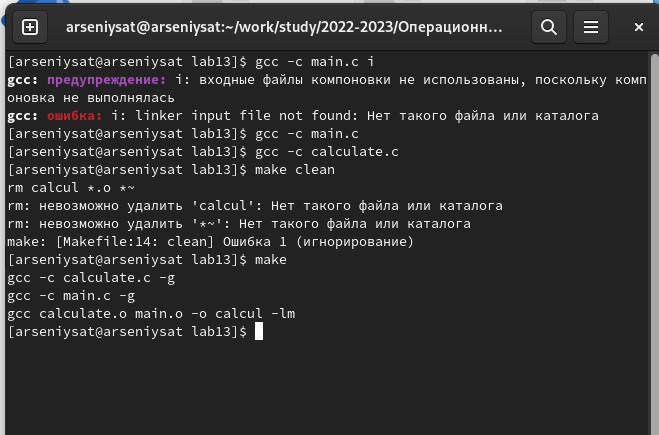 arseniysat@arseniysat:~/work/study/2022-2023/Операционн...
[arseniysat@arseniysat lab13]$ gcc -c main.c i
gcc: предупреждение: i: входные файлы компоновки не использованы, поскольку комп
оновка не выполнялась
gcc: ошибка: i: linker input file not found: Нет такого файла или каталога
[arseniysat@arseniysat lab13]$ gcc -c main.c
[arseniysat@arseniysat lab13]$ gcc -c calculate.c
[arseniysat@arseniysat lab13]$ make clean
rm calcul *.o *~
rm: невозможно удалить 'calcul': Нет такого файла или каталога
rm: невозможно удалить '*~': Нет такого файла или каталога
make: [Makefile:14: clean] Ошибка 1 (игнорирование)
[arseniysat@arseniysat lab13]$ make
gcc -c calculate.c -g
gcc -c main.c -g
gcc calculate.o main.o -o calcul -lm
[arseniysat@arseniysat lab13]$